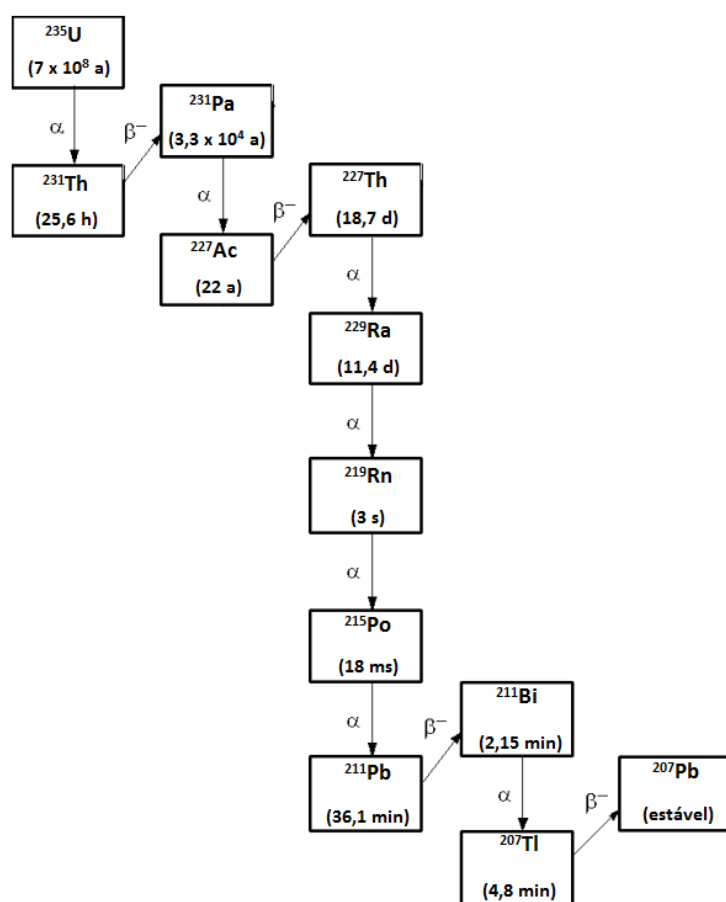 ²³⁵U
(7 x 10⁸ a)
α
²³¹Th
(25,6 h)
β⁻
²³¹Pa
(3,3 x 10⁴ a)
α
²²⁷Ac
(22 a)
β⁻
²²⁷Th
(18,7 d)
α
²²⁹Ra
(11,4 d)
α
²¹⁹Rn
(3 s)
α
²¹⁵Po
(18 ms)
α
²¹¹Pb
(36,1 min)
β⁻
²¹¹Bi
(2,15 min)
α
²⁰⁷Tl
(4,8 min)
β⁻
²⁰⁷Pb
(estável)